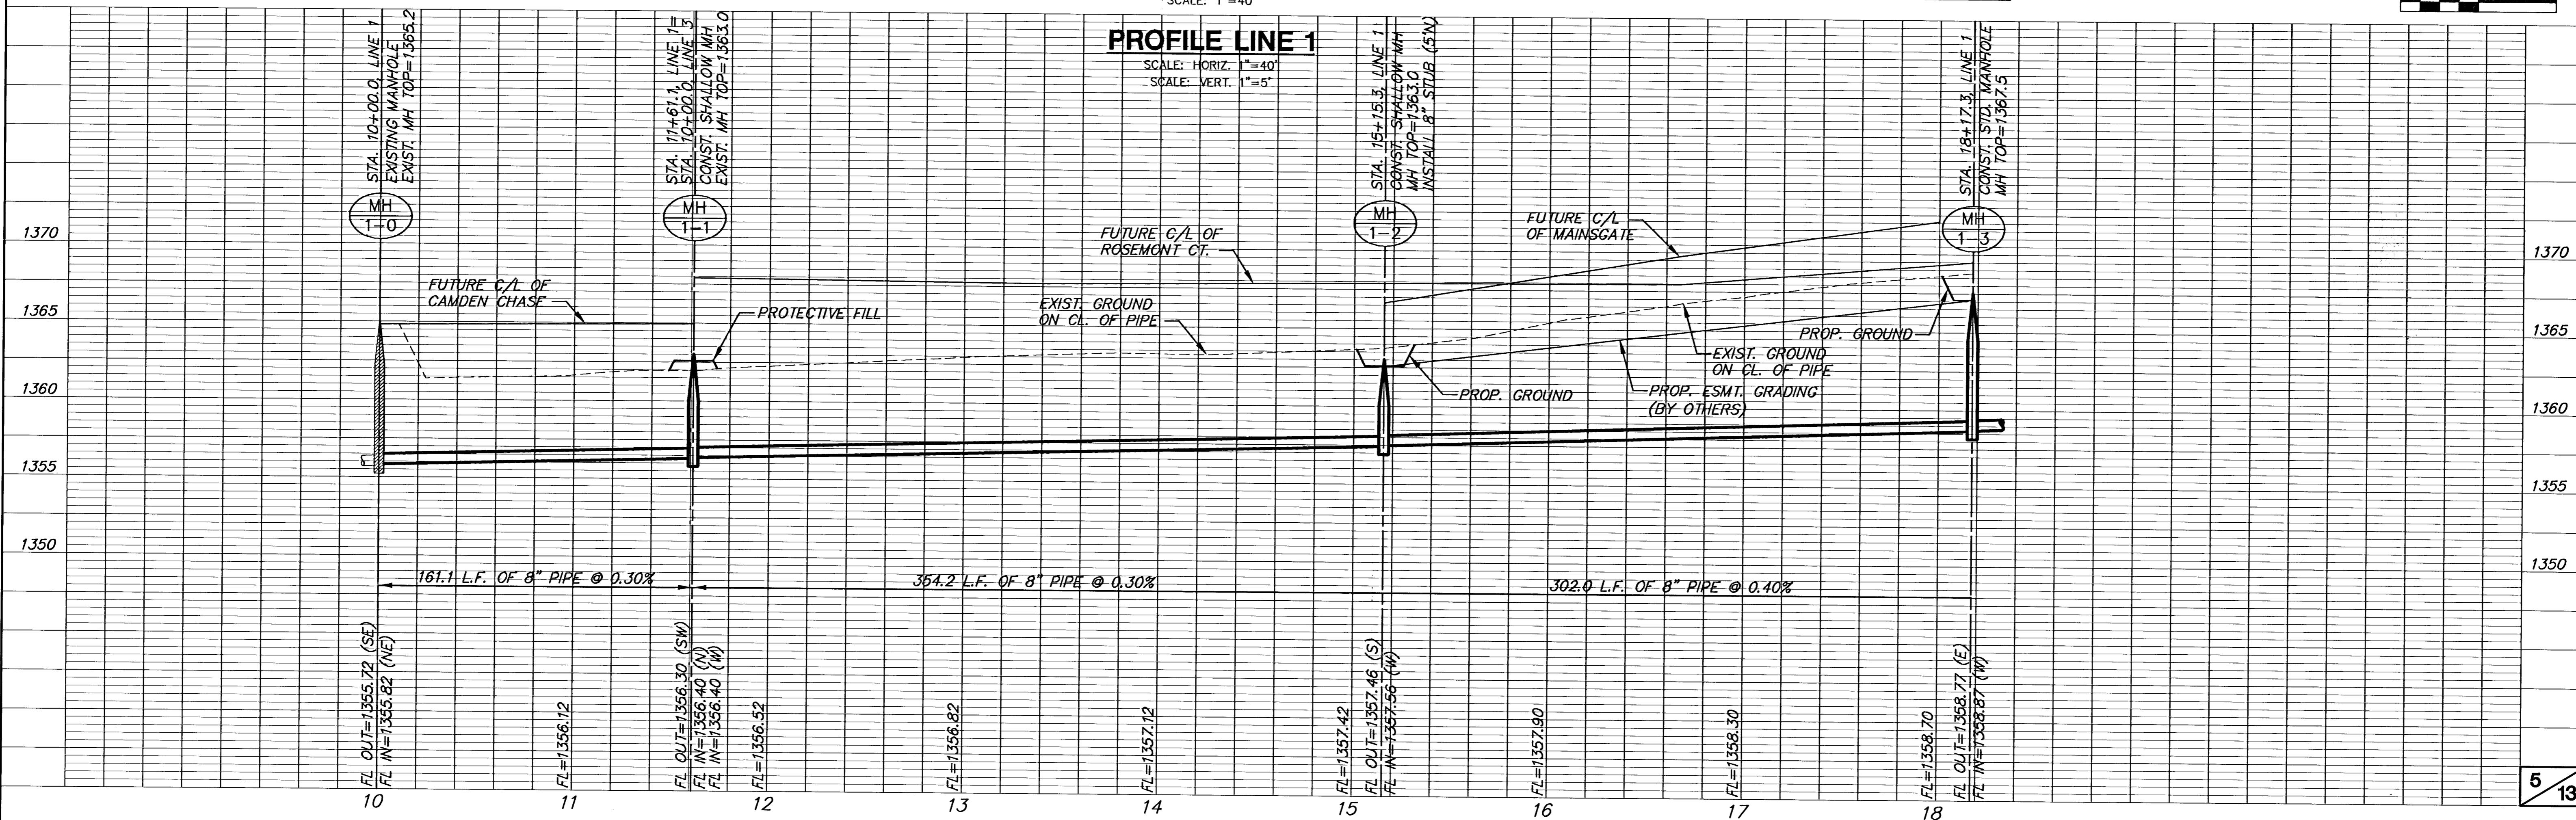 SCALE: 1"=40'
PROFILE LINE 1
SCALE: HORIZ. 1"=40'
SCALE: VERT. 1"=5'
STA. 10+00.0, LINE 1
EXISTING MANHOLE
EXIST. MH TOP=1365.2
STA. 11+61.1, LINE 1=
STA. 10+00.0, LINE 3
CONST. SHALLOW MH
EXIST. MH TOP=1363.0
STA. 15+15.3, LINE 1
CONST. SHALLOW MH
MH TOP=1363.0
INSTALL 8" STUB (5'N)
STA. 18+17.3, LINE 1
CONST. STD. MANHOLE
MH TOP=1367.5
MH
1-0
MH
1-1
MH
1-2
MH
1-3
1370
1365
1360
1355
1350
1370
1365
1360
1355
1350
FUTURE C/L OF
CAMDEN CHASE
PROTECTIVE FILL
EXIST. GROUND
ON CL. OF PIPE
FUTURE C/L OF
ROSEMONT CT.
FUTURE C/L
OF MAINSGATE
PROP. GROUND
PROP. GROUND
EXIST. GROUND
ON CL. OF PIPE
PROP. ESMT. GRADING
(BY OTHERS)
161.1 L.F. OF 8" PIPE @ 0.30%
354.2 L.F. OF 8" PIPE @ 0.30%
302.0 L.F. OF 8" PIPE @ 0.40%
FL OUT=1355.72 (SE)
FL IN=1355.82 (NE)
FL=1356.12
FL OUT=1356.30 (SW)
FL IN=1356.40 (N)
FL IN=1356.40 (W)
FL=1356.52
FL=1356.82
FL=1357.12
FL=1357.42
FL OUT=1357.46 (S)
FL IN=1357.56 (W)
FL=1357.90
FL=1358.30
FL=1358.70
FL OUT=1358.77 (E)
FL IN=1358.87 (W)
10
11
12
13
14
15
16
17
18
5/13